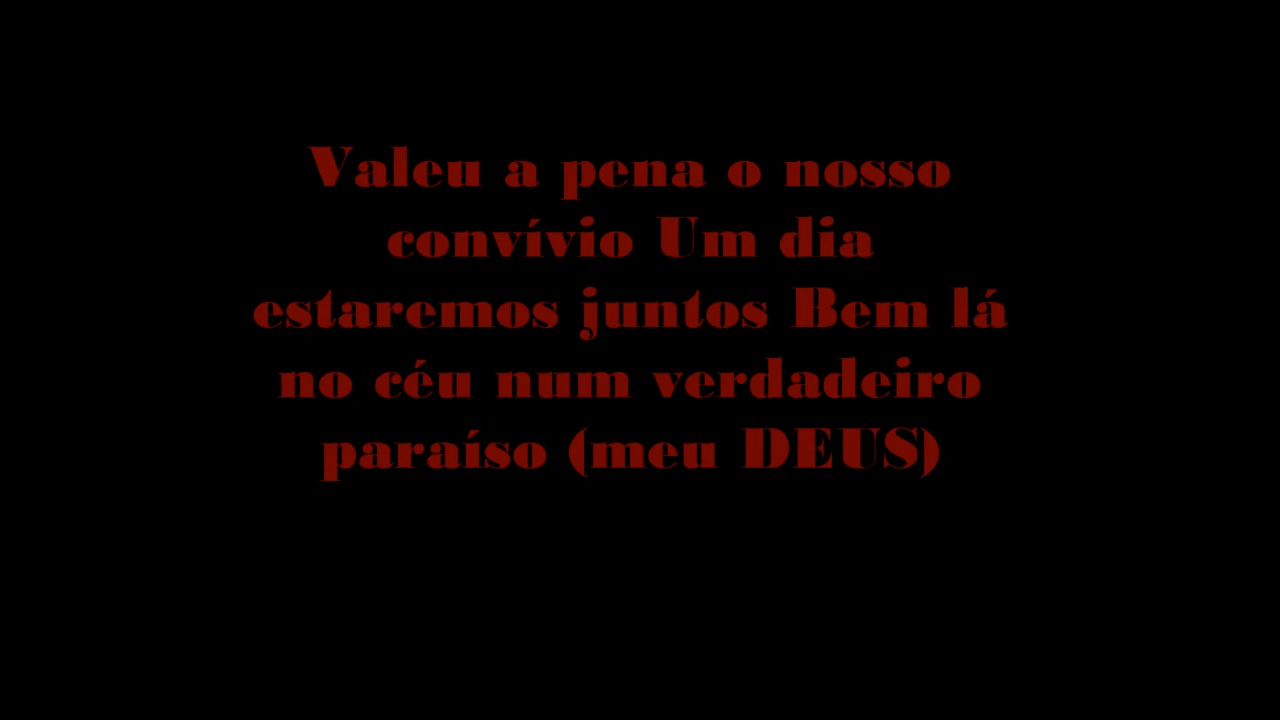 Valeu a pena o nosso
convívio Um dia
estaremos juntos Bem lá
no céu num verdadeiro
paraíso (meu DEUS)